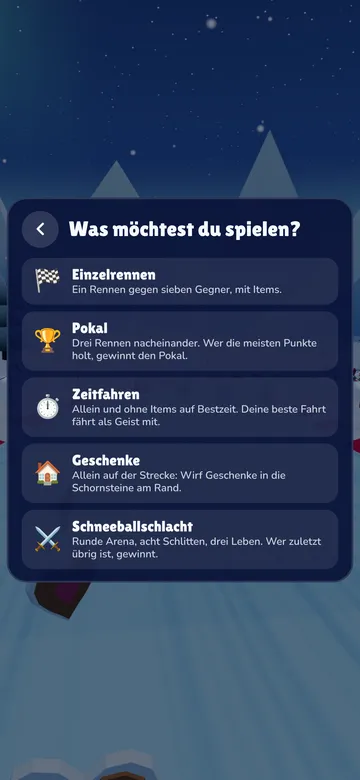 Was möchtest du spielen?
Einzelrennen
Ein Rennen gegen sieben Gegner, mit Items.
Pokal
Drei Rennen nacheinander. Wer die meisten Punkte
holt, gewinnt den Pokal.
Zeitfahren
Allein und ohne Items auf Bestzeit. Deine beste Fahrt
fährt als Geist mit.
Geschenke
Allein auf der Strecke: Wirf Geschenke in die
Schornsteine am Rand.
Schneeballschlacht
Runde Arena, acht Schlitten, drei Leben. Wer zuletzt
übrig ist, gewinnt.